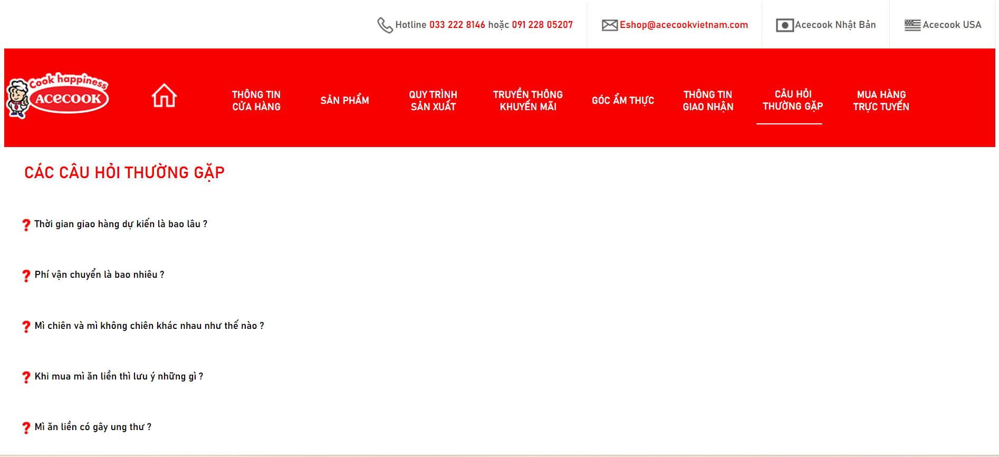 Hotline 033 222 8146 hoặc 091 228 05207
Eshop@acecookvietnam.com
Acecook Nhật Bản
Acecook USA
Cook happiness
ACECOOK
THÔNG TIN
CỬA HÀNG
SẢN PHẨM
QUY TRÌNH
SẢN XUẤT
TRUYỀN THÔNG
KHUYẾN MÃI
GÓC ẨM THỰC
THÔNG TIN
GIAO NHẬN
CÂU HỎI
THƯỜNG GẶP
MUA HÀNG
TRỰC TUYẾN
CÁC CÂU HỎI THƯỜNG GẶP
Thời gian giao hàng dự kiến là bao lâu ?
Phí vận chuyển là bao nhiêu ?
Mì chiên và mì không chiên khác nhau như thế nào ?
Khi mua mì ăn liền thì lưu ý những gì ?
Mì ăn liền có gây ung thư ?